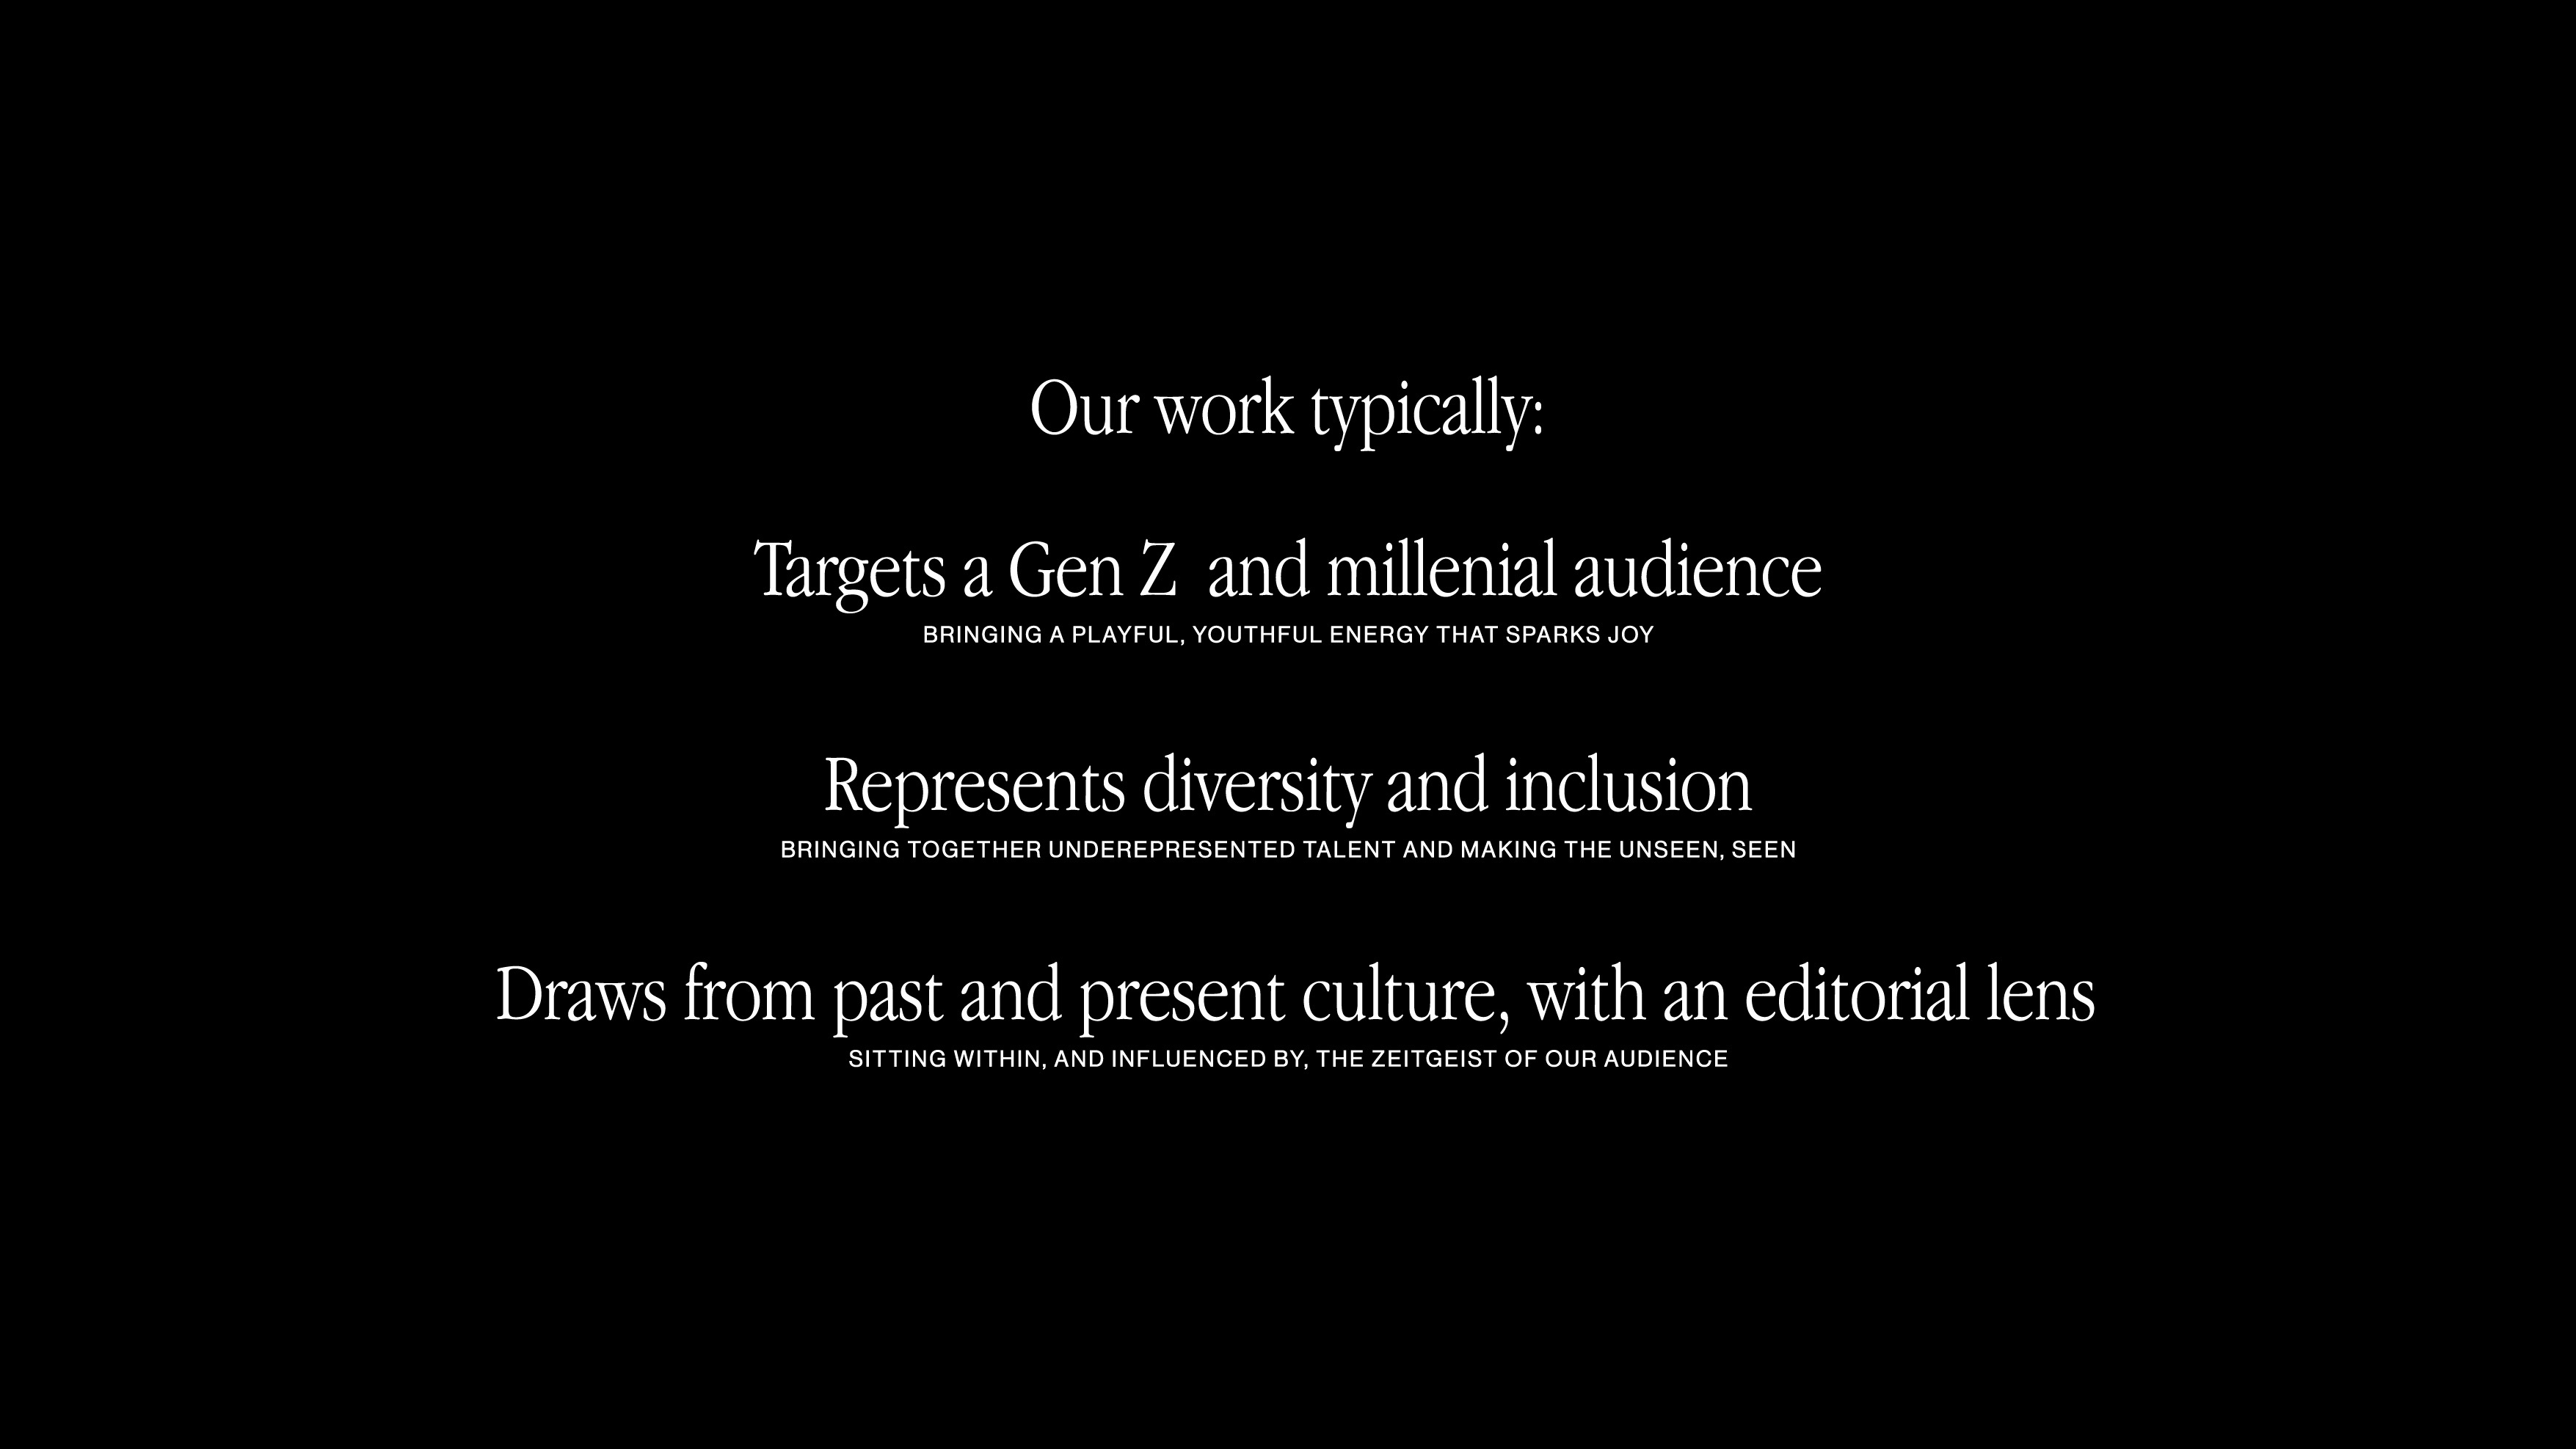 Our work typically:
Targets a Gen Z  and millenial audience
BRINGING A PLAYFUL, YOUTHFUL ENERGY THAT SPARKS JOY
Represents diversity and inclusion
BRINGING TOGETHER UNDEREPRESENTED TALENT AND MAKING THE UNSEEN, SEEN
Draws from past and present culture, with an editorial lens
SITTING WITHIN, AND INFLUENCED BY, THE ZEITGEIST OF OUR AUDIENCE